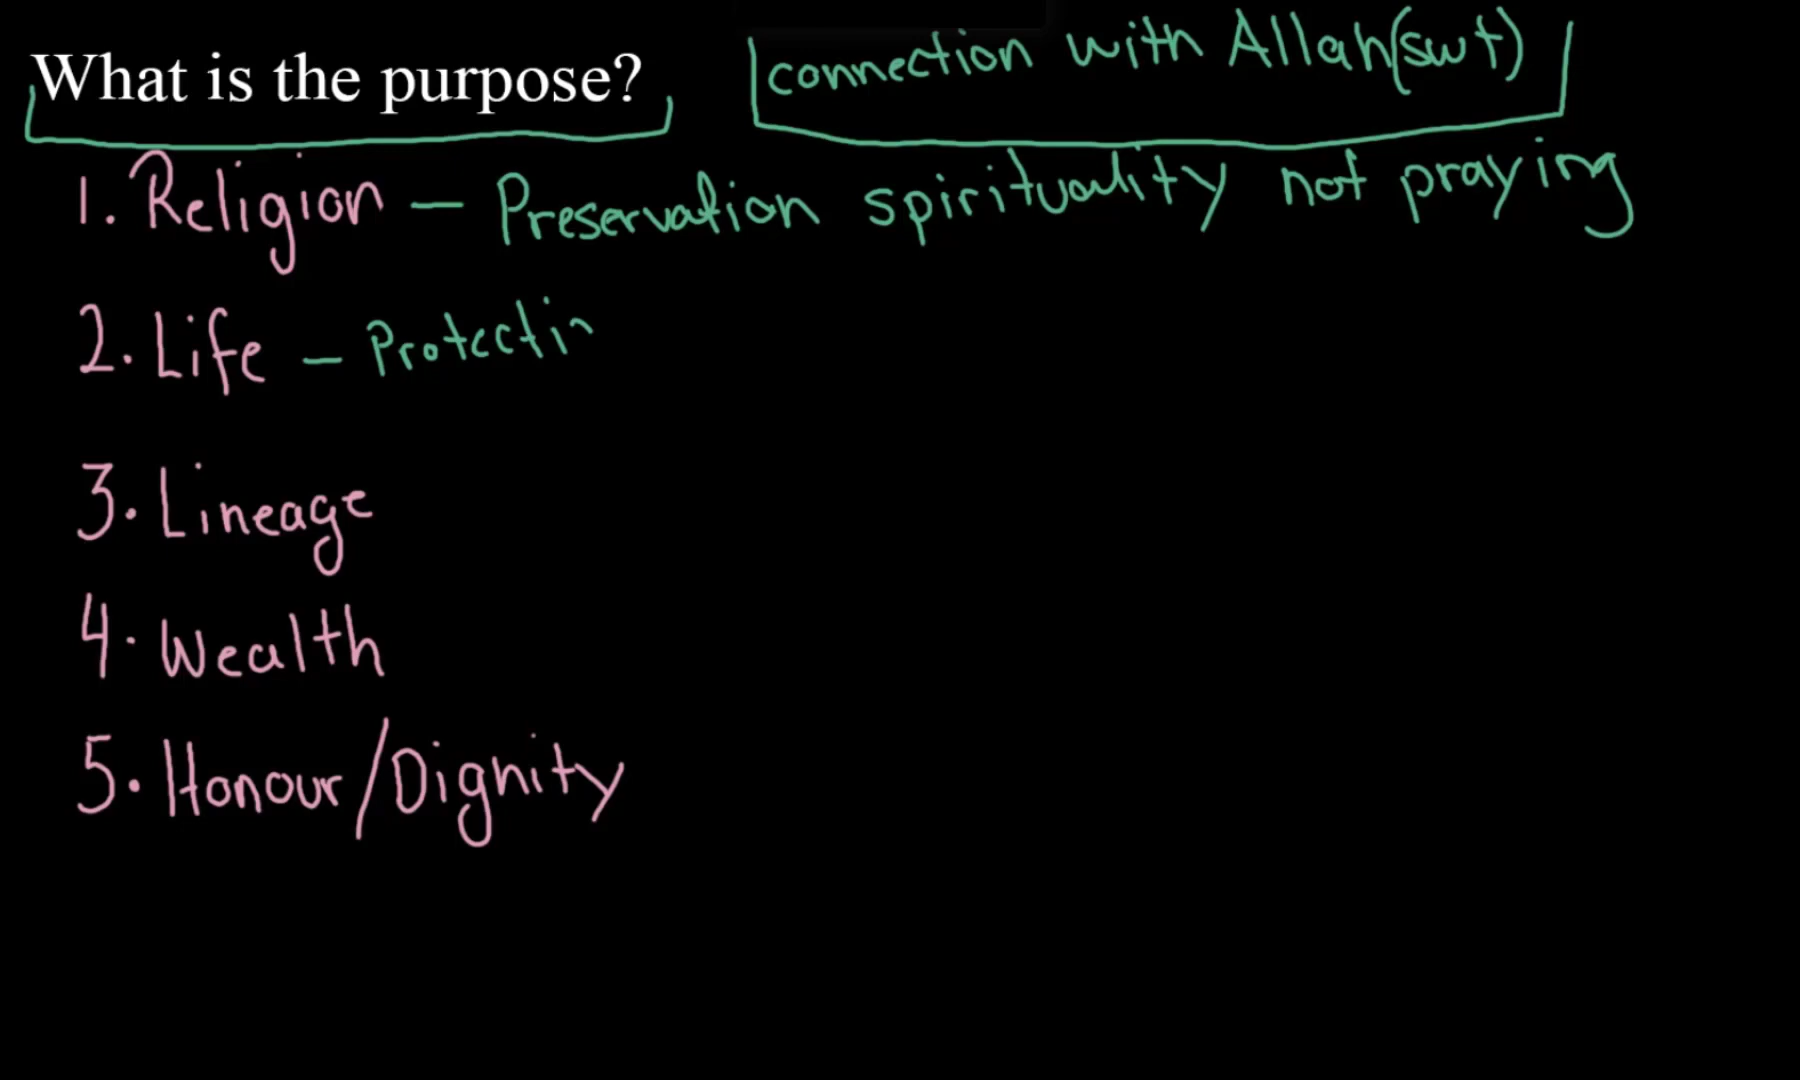 What is the purpose?
connection with Allah(swt)
1. Religion - Preservation spirituality not praying
2. Life - Protectin
3. Lineage
4. Wealth
5. Honour/Dignity